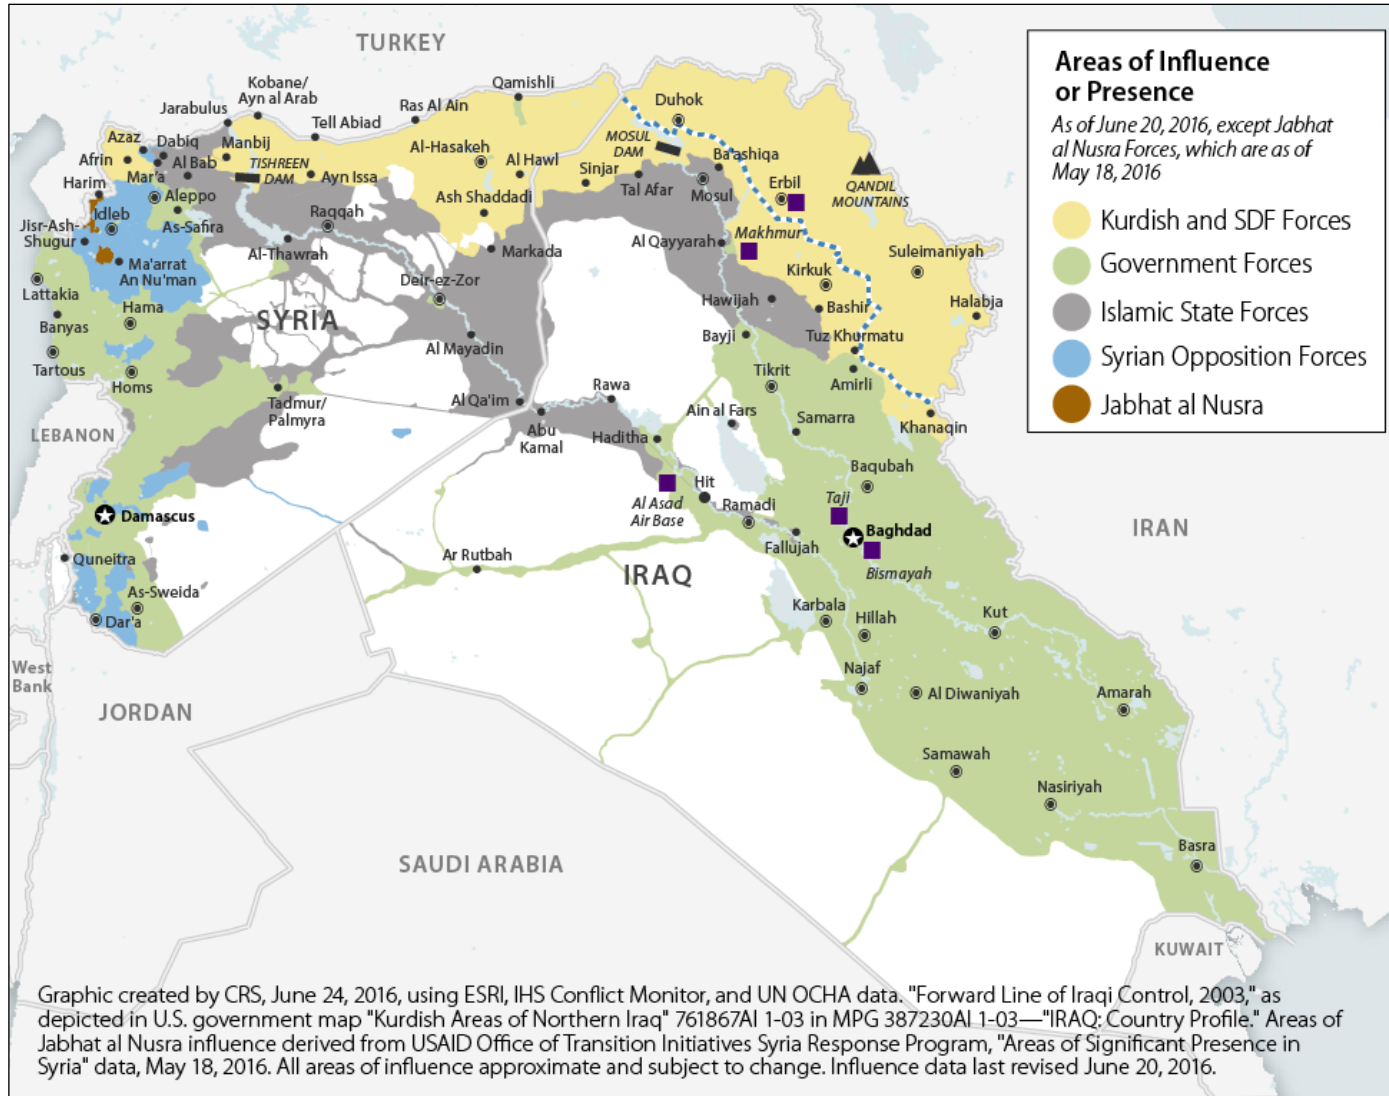 TURKEY
Areas of Influence
or Presence
As of June 20, 2016, except Jabhat
al Nusra Forces, which are as of
May 18, 2016
Kurdish and SDF Forces
Government Forces
Islamic State Forces
Syrian Opposition Forces
Jabhat al Nusra
Kobane/
Ayn al Arab
Qamishli
Jarabulus
Ras Al Ain
Duhok
Tell Abiad
Azaz
Dabiq
Manbij
MOSUL
DAM
Al-Hasakeh
Ba'ashiqa
Afrin
Al Bab
TISHREEN
DAM
Al Hawl
Mar'a
Ayn Issa
Sinjar
Tal Afar
Mosul
Erbil
QANDIL
MOUNTAINS
Harim
Aleppo
Ash Shaddadi
Idleb
Raqqah
Jisr-Ash-
Shugur
As-Safira
Makhmur
Al Qayyarah
Al-Thawrah
Markada
Suleimaniyah
Ma'arrat
An Nu'man
Kirkuk
Deir-ez-Zor
Lattakia
Hama
Hawijah
Bashir
Halabja
SYRIA
Banyas
Bayji
Tuz Khurmatu
Al Mayadin
Tartous
Homs
Tikrit
Amirli
Tadmur/
Palmyra
Al Qa'im
Rawa
Ain al Fars
Samarra
Khanaqin
LEBANON
Abu
Kamal
Haditha
Baqubah
Hit
Al Asad
Air Base
Ramadi
Taji
Damascus
Baghdad
IRAN
Fallujah
Quneitra
Ar Rutbah
IRAQ
Bismayah
As-Sweida
Karbala
Hillah
Kut
Dar'a
West
Bank
Najaf
Al Diwaniyah
Amarah
JORDAN
Samawah
Nasiriyah
Basra
SAUDI ARABIA
KUWAIT
Graphic created by CRS, June 24, 2016, using ESRI, IHS Conflict Monitor, and UN OCHA data. "Forward Line of Iraqi Control, 2003," as
depicted in U.S. government map "Kurdish Areas of Northern Iraq" 761867AI 1-03 in MPG 387230AI 1-03—"IRAQ: Country Profile." Areas of
Jabhat al Nusra influence derived from USAID Office of Transition Initiatives Syria Response Program, "Areas of Significant Presence in
Syria" data, May 18, 2016. All areas of influence approximate and subject to change. Influence data last revised June 20, 2016.